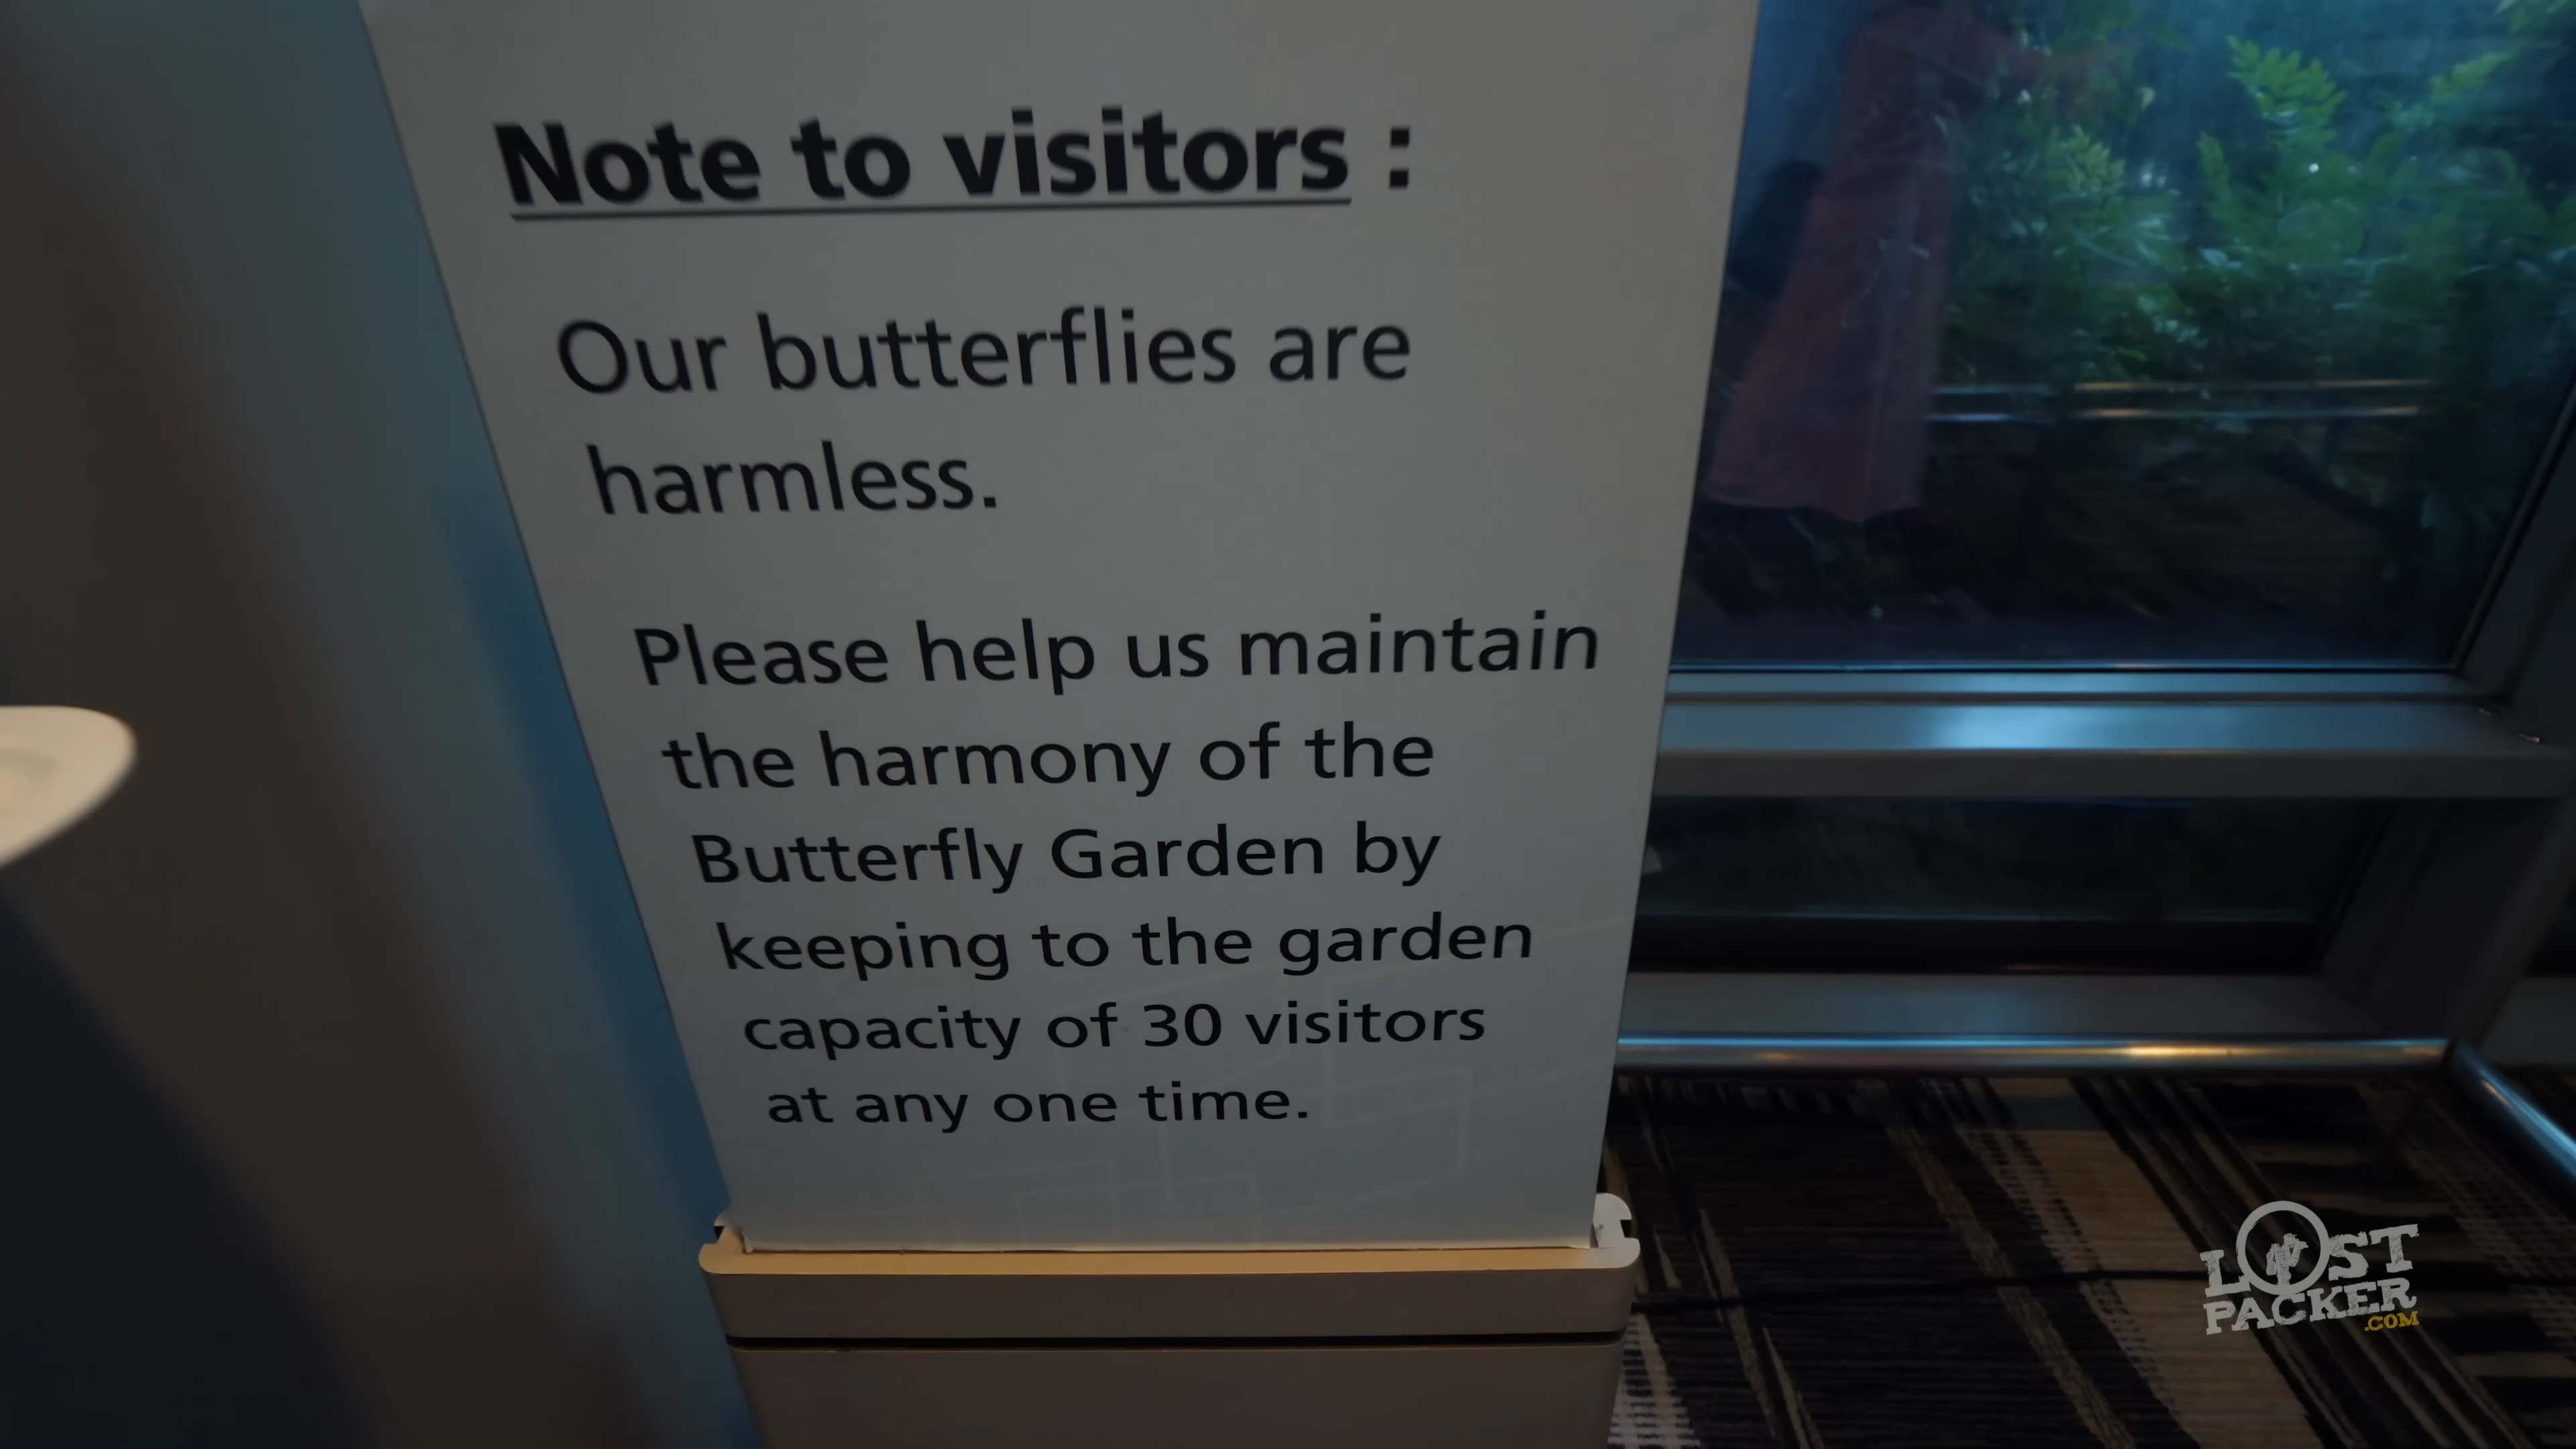 Note to visitors :
Our butterflies are
harmless.
Please help us maintain
the harmony of the
Butterfly Garden by
keeping to the garden
capacity of 30 visitors
at any one time.
LOST
PACKER
.COM